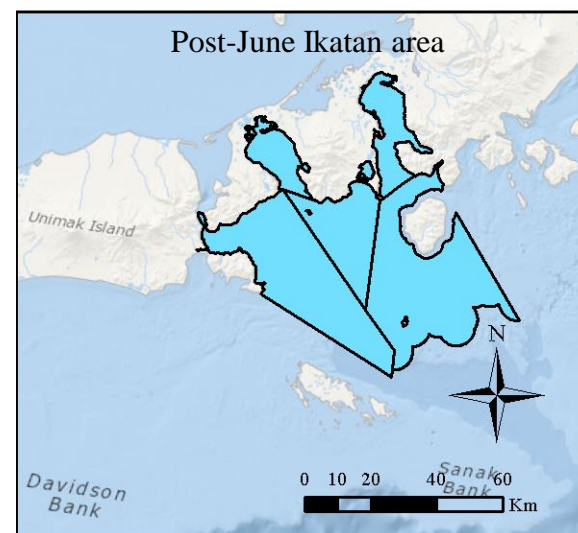 Post-June Ikatan area
Unimak Island
N
Davidson
Bank
Sanak
Bank
0 10 20 40 60
Km